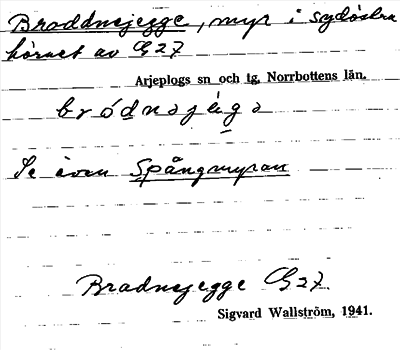 Braddnejegge, myr i sydöstra
hörnet av G27
Arjeplogs sn och tg. Norrbottens län.
bródnəjégə
Se även Spångmyran
Bradnejegge G27.
Sigvard Wallström, 1941.